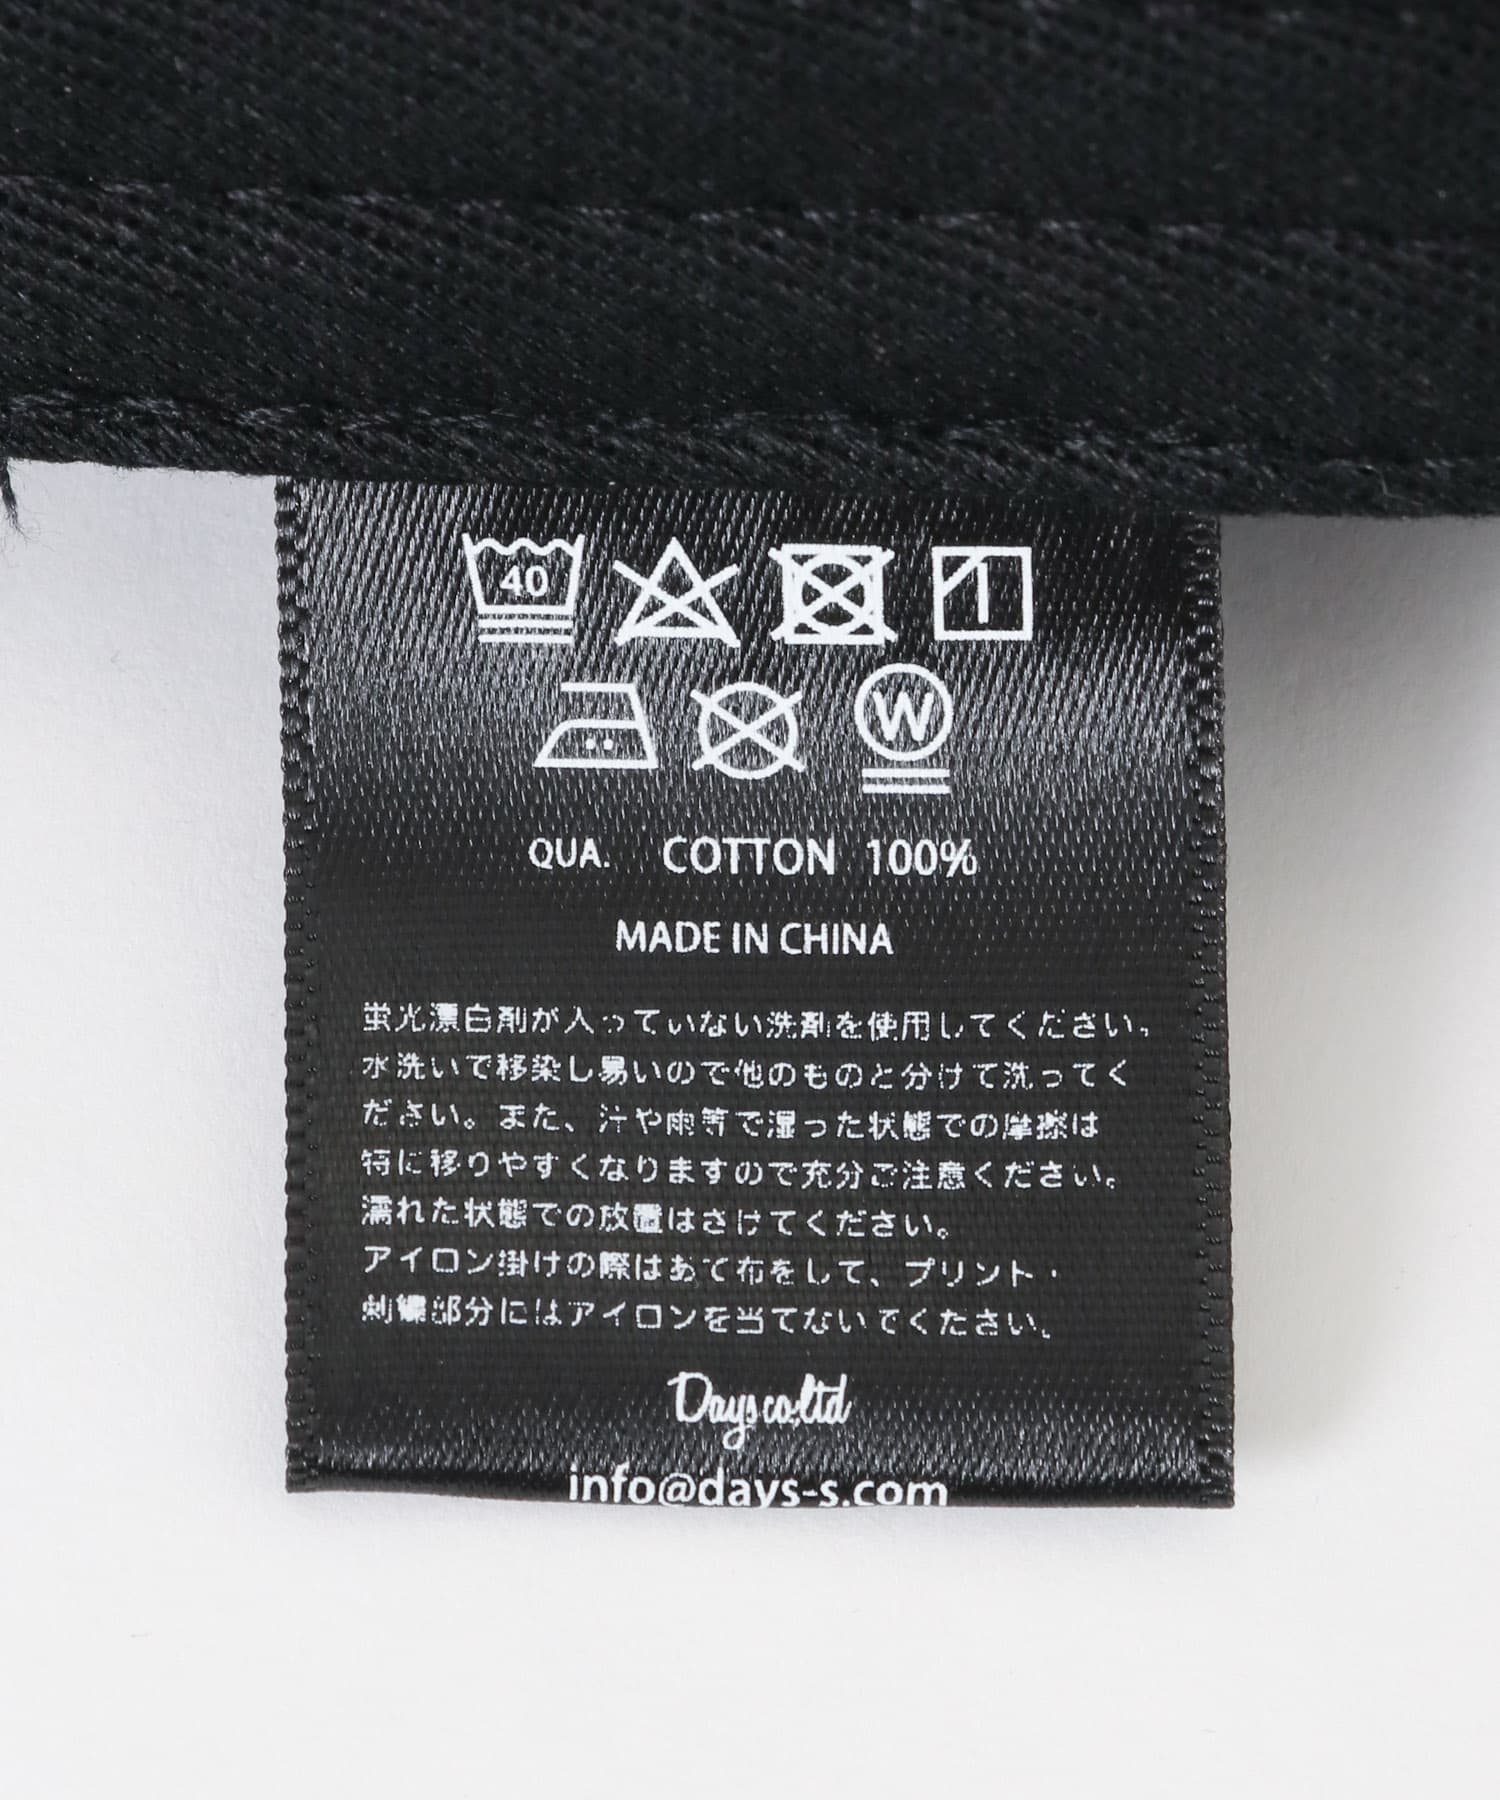 40
W
QUA. COTTON 100%
MADE IN CHINA
蛍光漂白剤が入っていない洗剤を使用してください。
水洗いで移染し易いので他のものと分けて洗ってく
ださい。また、汁や雨等で湿った状態での摩擦は
特に移りやすくなりますので充分ご注意ください。
濡れた状態での放置はさけてください。
アイロン掛けの際はあて布をして、プリント・
刺繍部分にはアイロンを当てないでください。
Days co;ltd
info@days-s.com